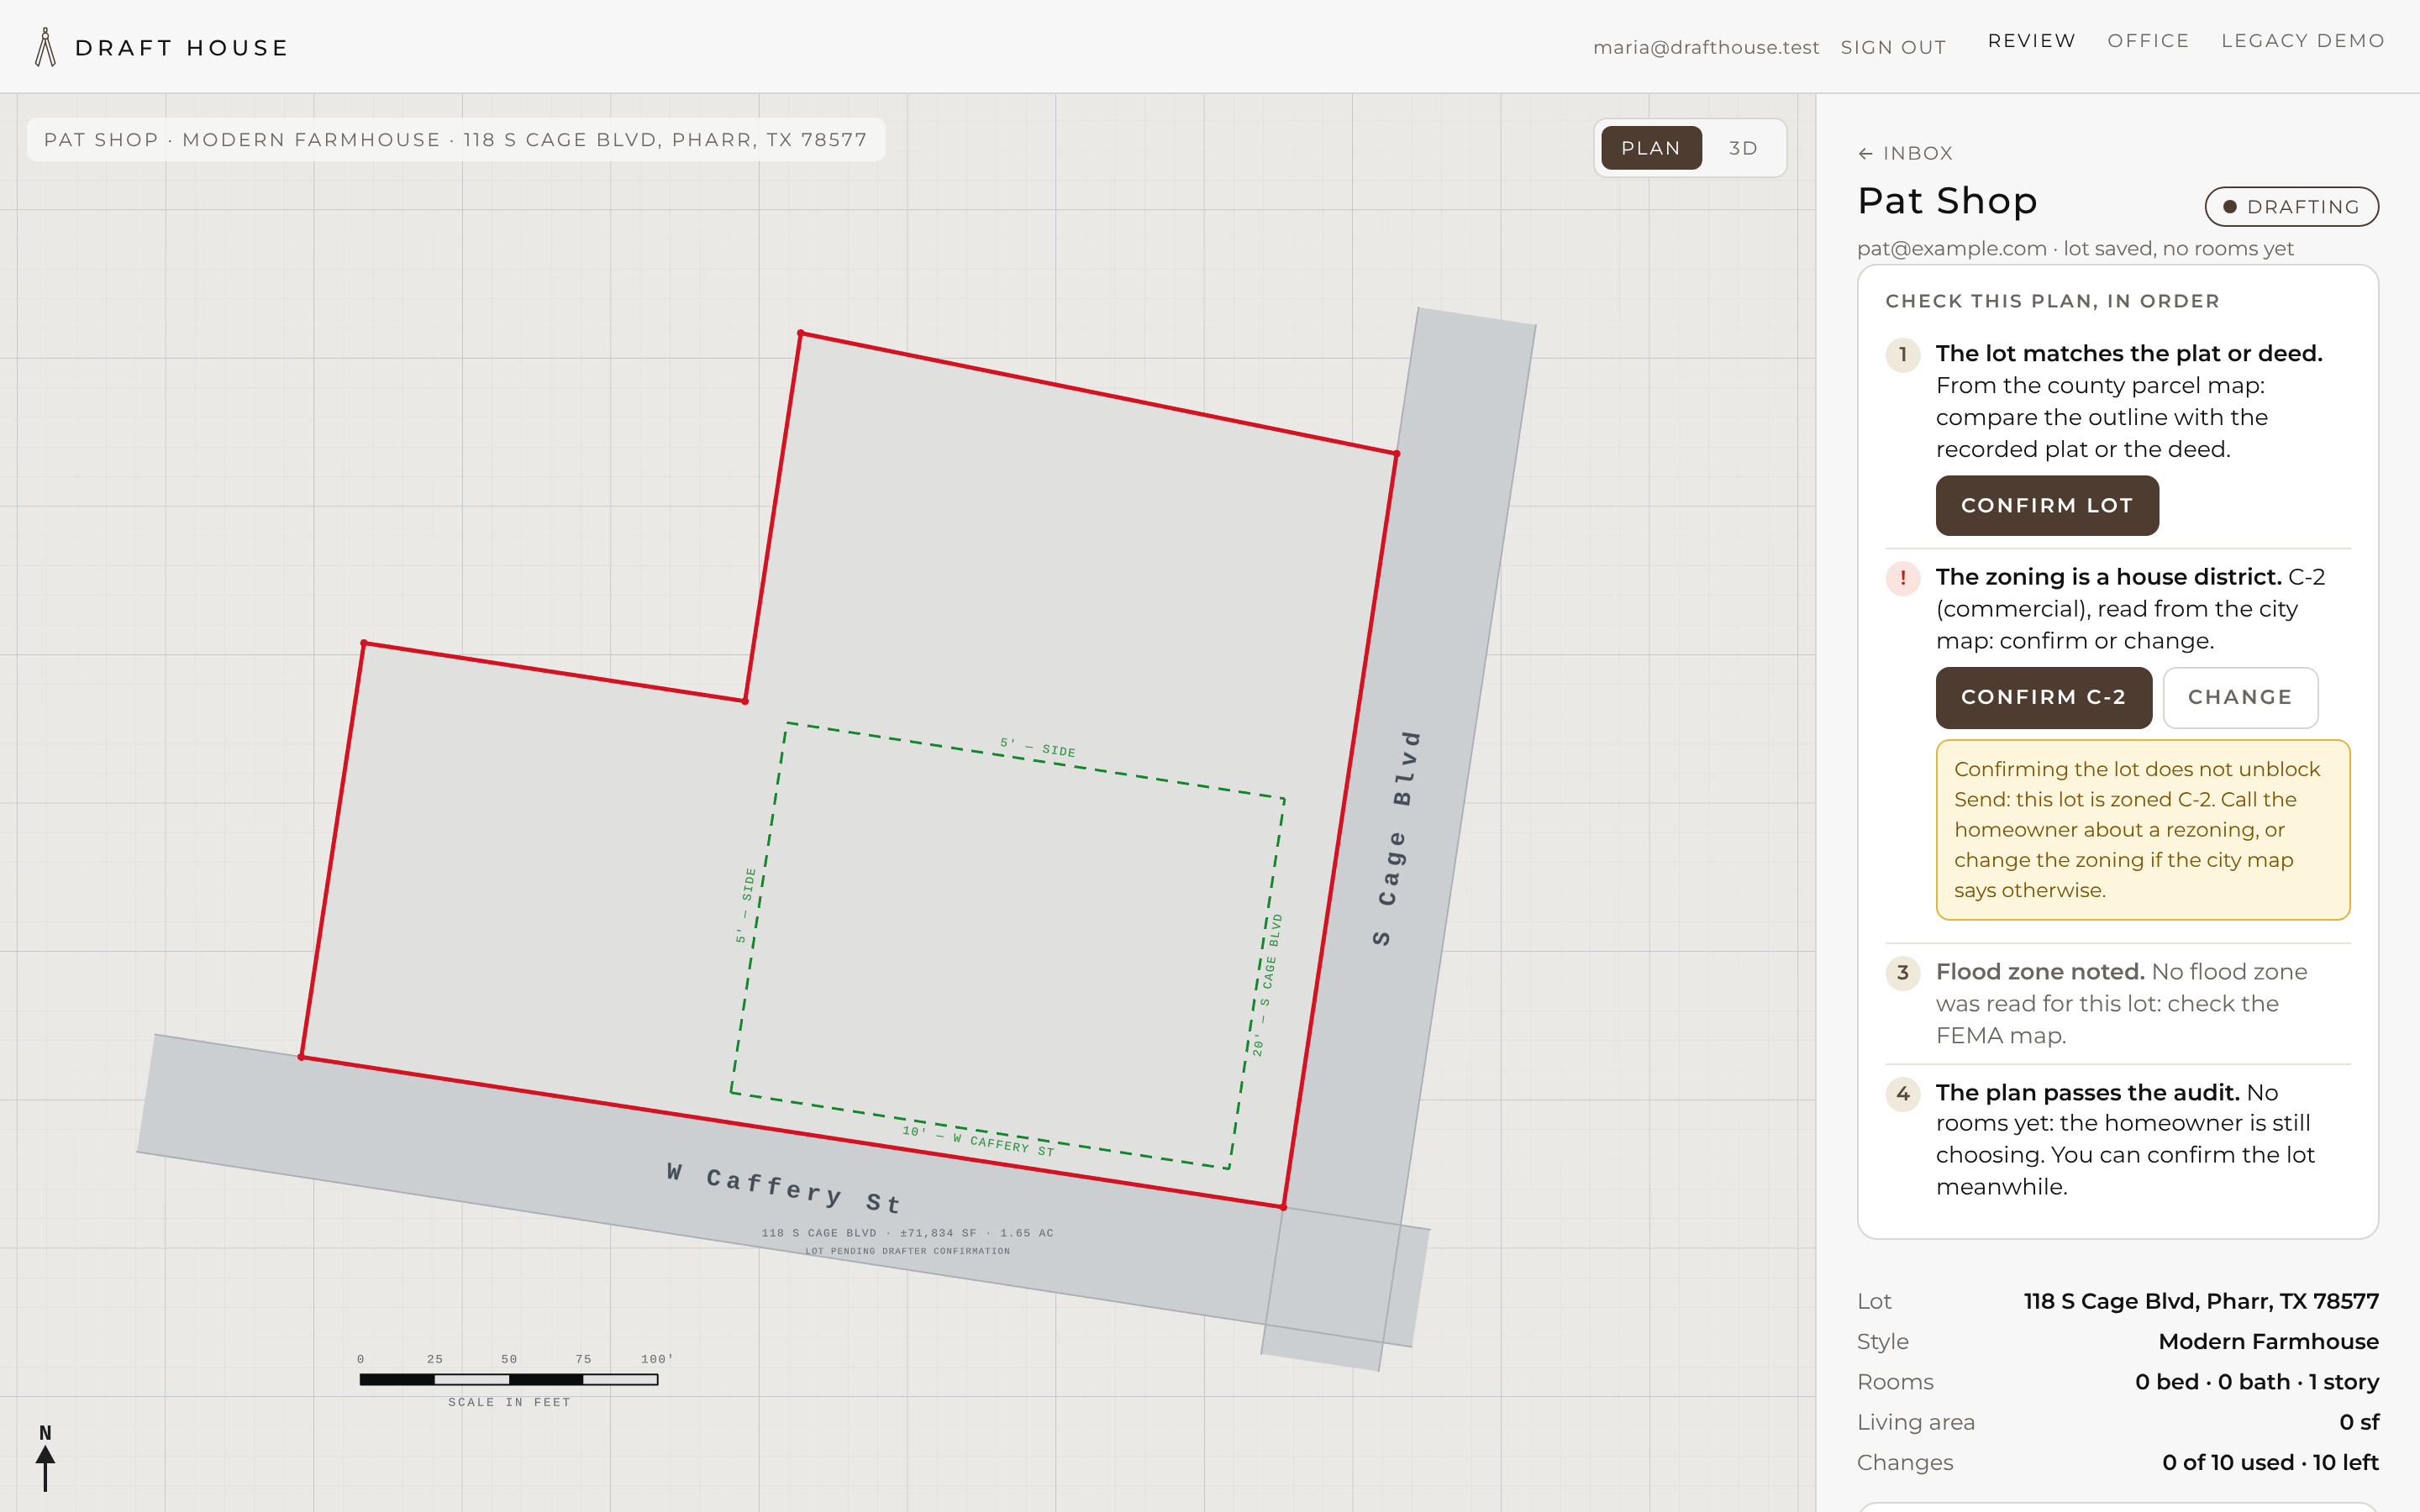 DRAFT HOUSE
maria@drafthouse.test SIGN OUT REVIEW OFFICE LEGACY DEMO
PAT SHOP · MODERN FARMHOUSE · 118 S CAGE BLVD, PHARR, TX 78577
PLAN 3D
← INBOX
Pat Shop
DRAFTING
pat@example.com · lot saved, no rooms yet
CHECK THIS PLAN, IN ORDER
1 The lot matches the plat or deed.
From the county parcel map:
compare the outline with the
recorded plat or the deed.
CONFIRM LOT
! The zoning is a house district. C-2
(commercial), read from the city
map: confirm or change.
CONFIRM C-2 CHANGE
Confirming the lot does not unblock
Send: this lot is zoned C-2. Call the
homeowner about a rezoning, or
change the zoning if the city map
says otherwise.
3 Flood zone noted. No flood zone
was read for this lot: check the
FEMA map.
4 The plan passes the audit. No
rooms yet: the homeowner is still
choosing. You can confirm the lot
meanwhile.
Lot 118 S Cage Blvd, Pharr, TX 78577
Style Modern Farmhouse
Rooms 0 bed · 0 bath · 1 story
Living area 0 sf
Changes 0 of 10 used · 10 left
5' — SIDE
5' — SIDE
20' — S CAGE BLVD
10' — W CAFFERY ST
S Cage Blvd
W Caffery St
118 S CAGE BLVD · ±71,834 SF · 1.65 AC
LOT PENDING DRAFTER CONFIRMATION
0 25 50 75 100'
SCALE IN FEET
N